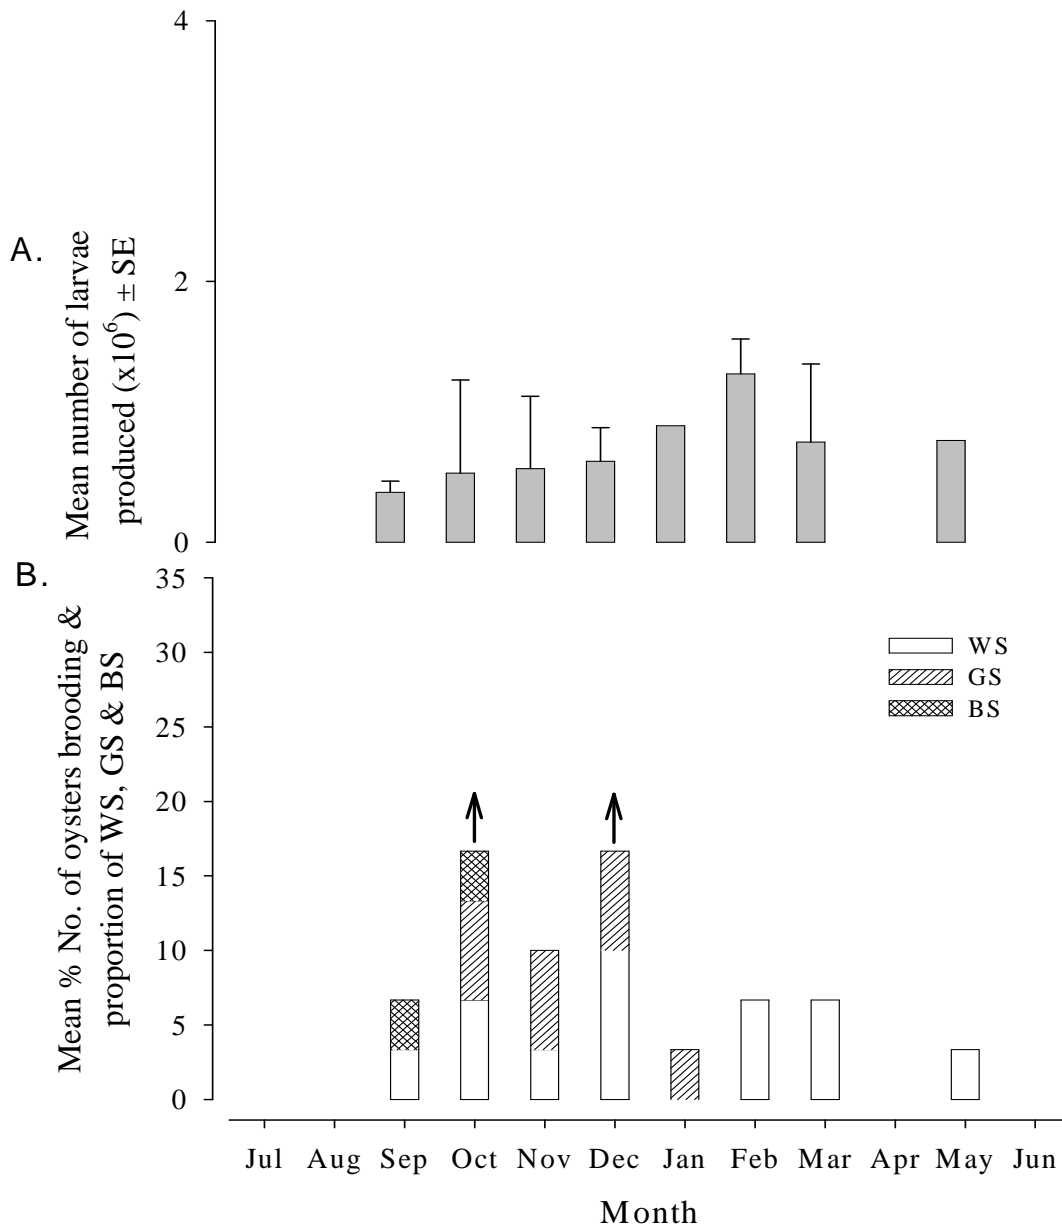 4
2
0
A.
Mean number of larvae
produced (x10⁶) ± SE
B.
35
30
25
20
15
10
5
0
Mean % No. of oysters brooding &
proportion of WS, GS & BS
WS
GS
BS
Jul Aug Sep Oct Nov Dec Jan Feb Mar Apr May Jun
Month